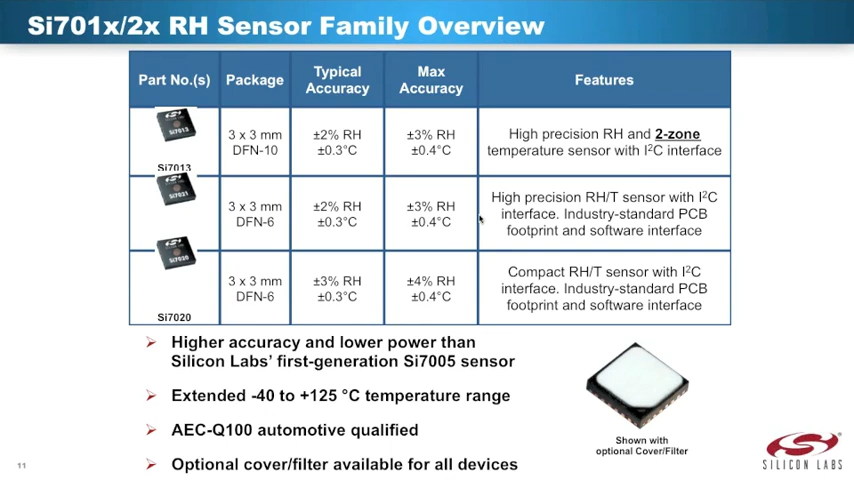 Si701x/2x RH Sensor Family Overview
Part No.(s)
Package
Typical
Accuracy
Max
Accuracy
Features
Si7013
Si7013
3 x 3 mm
DFN-10
±2% RH
±0.3°C
±3% RH
±0.4°C
High precision RH and 2-zone
temperature sensor with I²C interface
Si7021
3 x 3 mm
DFN-6
±2% RH
±0.3°C
±3% RH
±0.4°C
High precision RH/T sensor with I²C
interface. Industry-standard PCB
footprint and software interface
Si7020
Si7020
3 x 3 mm
DFN-6
±3% RH
±0.3°C
±4% RH
±0.4°C
Compact RH/T sensor with I²C
interface. Industry-standard PCB
footprint and software interface
Higher accuracy and lower power than
Silicon Labs’ first-generation Si7005 sensor
Extended -40 to +125 °C temperature range
AEC-Q100 automotive qualified
Optional cover/filter available for all devices
Shown with
optional Cover/Filter
11
SILICON LABS